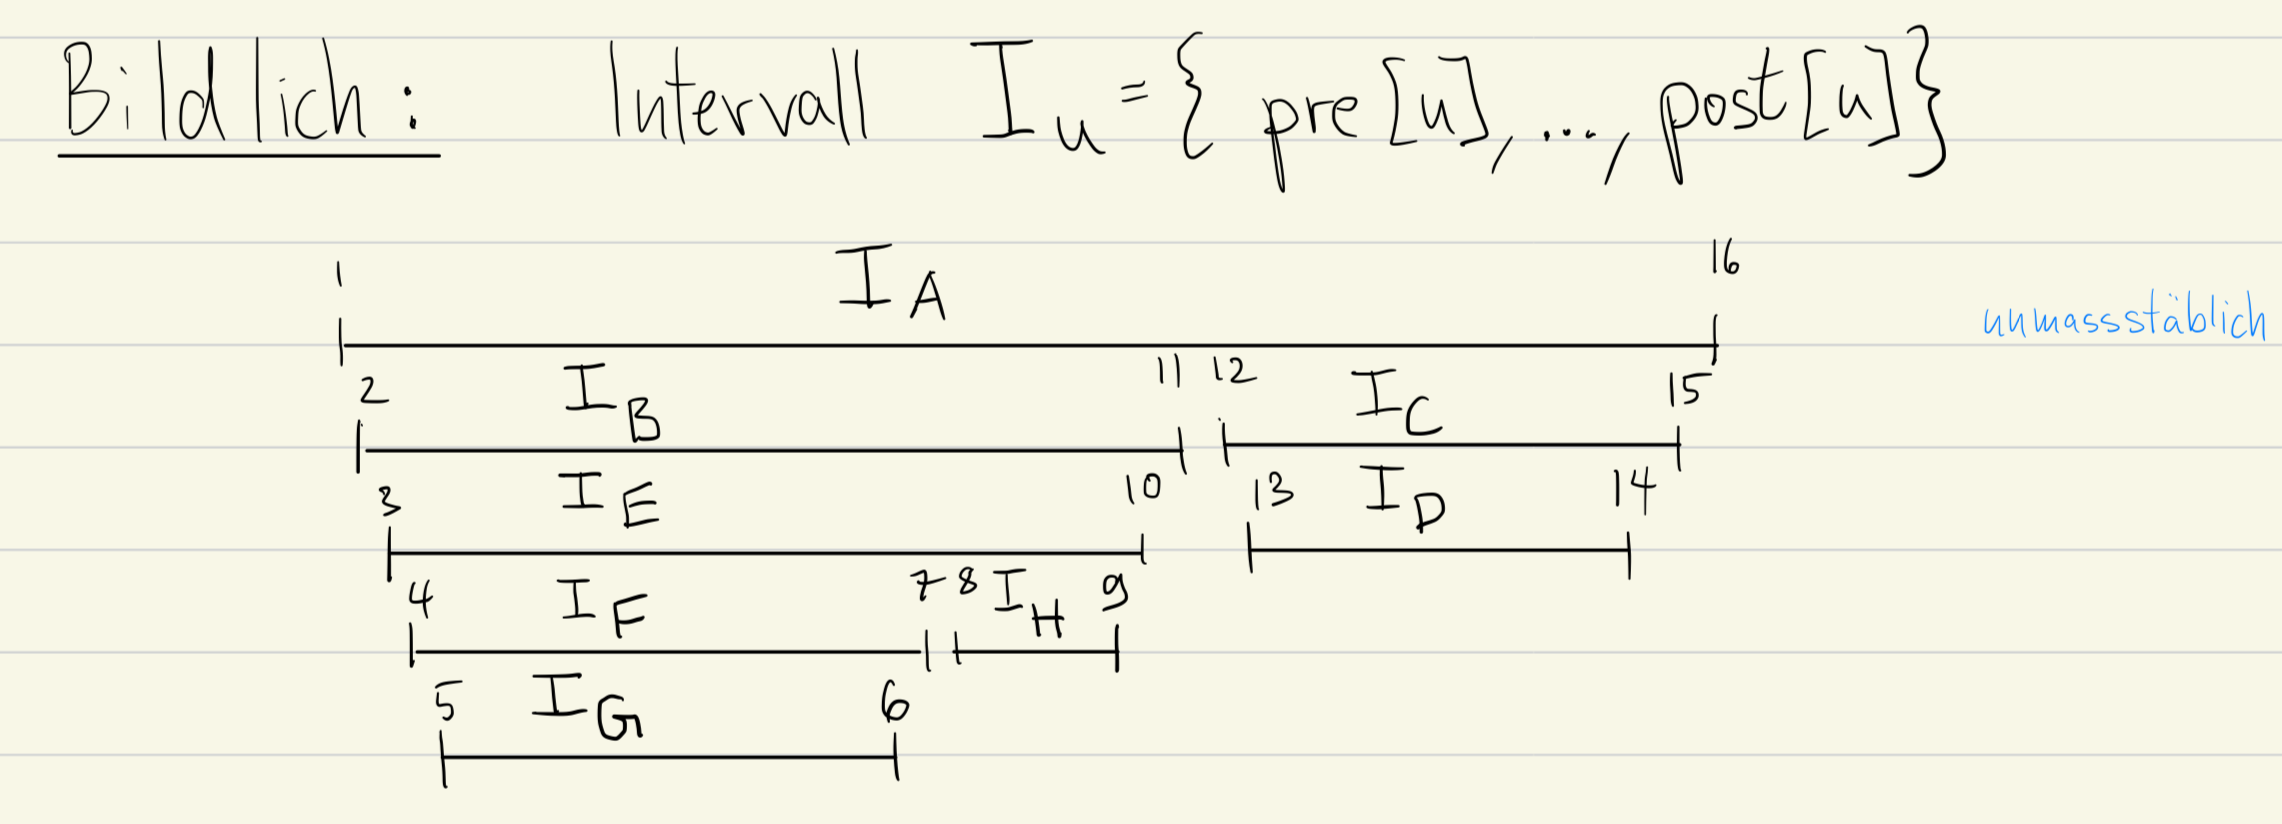 Bildlich: Intervall I_u = { pre[u], ..., post[u]}
1 I_A 16
unmassstäblich
2 I_B 11 12 I_C 15
3 I_E 10 13 I_D 14
4 I_F 7 8 I_H 9
5 I_G 6